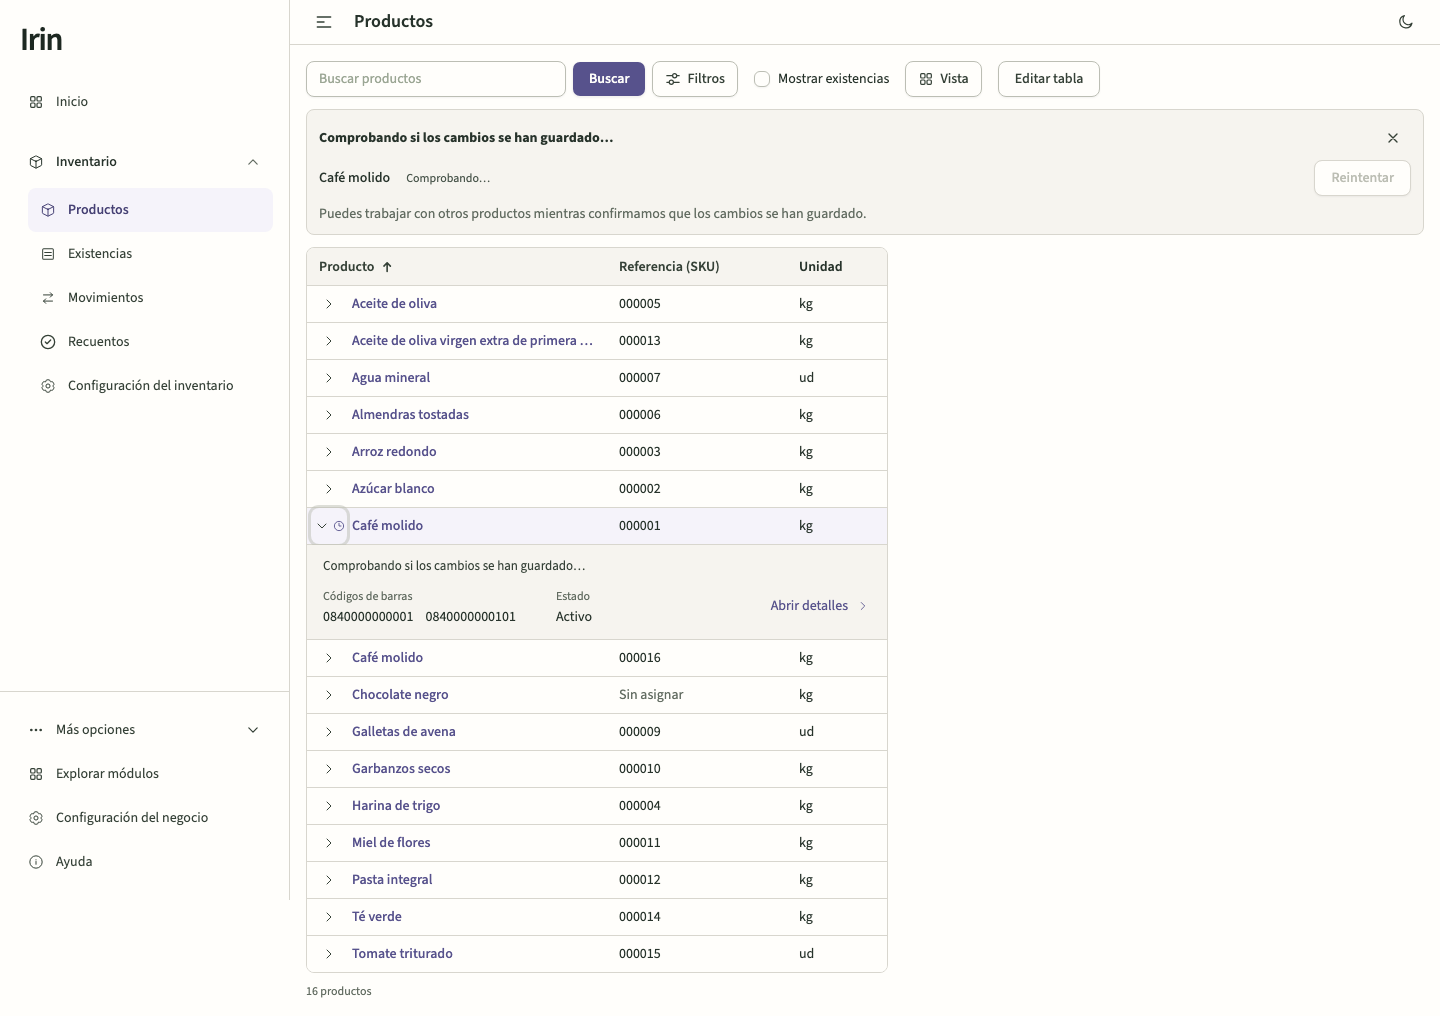 Irin
Productos
Inicio
Inventario
Productos
Existencias
Movimientos
Recuentos
Configuración del inventario
Más opciones
Explorar módulos
Configuración del negocio
Ayuda
Buscar productos Buscar Filtros Mostrar existencias Vista Editar tabla
Comprobando si los cambios se han guardado…
Café molido Comprobando… Reintentar
Puedes trabajar con otros productos mientras confirmamos que los cambios se han guardado.
Producto Referencia (SKU) Unidad
Aceite de oliva 000005 kg
Aceite de oliva virgen extra de primera … 000013 kg
Agua mineral 000007 ud
Almendras tostadas 000006 kg
Arroz redondo 000003 kg
Azúcar blanco 000002 kg
Café molido 000001 kg
Comprobando si los cambios se han guardado…
Códigos de barras Estado
0840000000001 0840000000101 Activo Abrir detalles
Café molido 000016 kg
Chocolate negro Sin asignar kg
Galletas de avena 000009 ud
Garbanzos secos 000010 kg
Harina de trigo 000004 kg
Miel de flores 000011 kg
Pasta integral 000012 kg
Té verde 000014 kg
Tomate triturado 000015 ud
16 productos